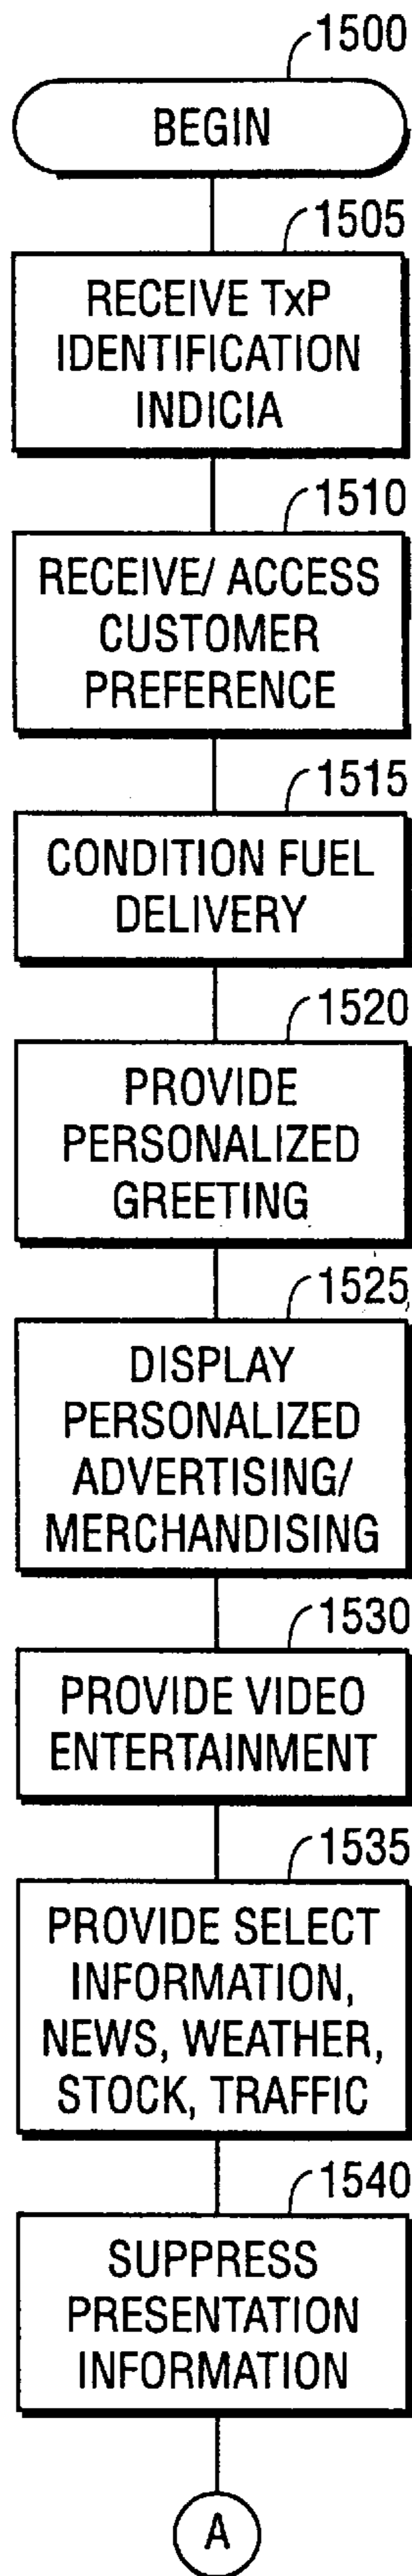 1500
BEGIN
1505
RECEIVE TxP
IDENTIFICATION
INDICIA
1510
RECEIVE/ ACCESS
CUSTOMER
PREFERENCE
1515
CONDITION FUEL
DELIVERY
1520
PROVIDE
PERSONALIZED
GREETING
1525
DISPLAY
PERSONALIZED
ADVERTISING/
MERCHANDISING
1530
PROVIDE VIDEO
ENTERTAINMENT
1535
PROVIDE SELECT
INFORMATION,
NEWS, WEATHER,
STOCK, TRAFFIC
1540
SUPPRESS
PRESENTATION
INFORMATION
A